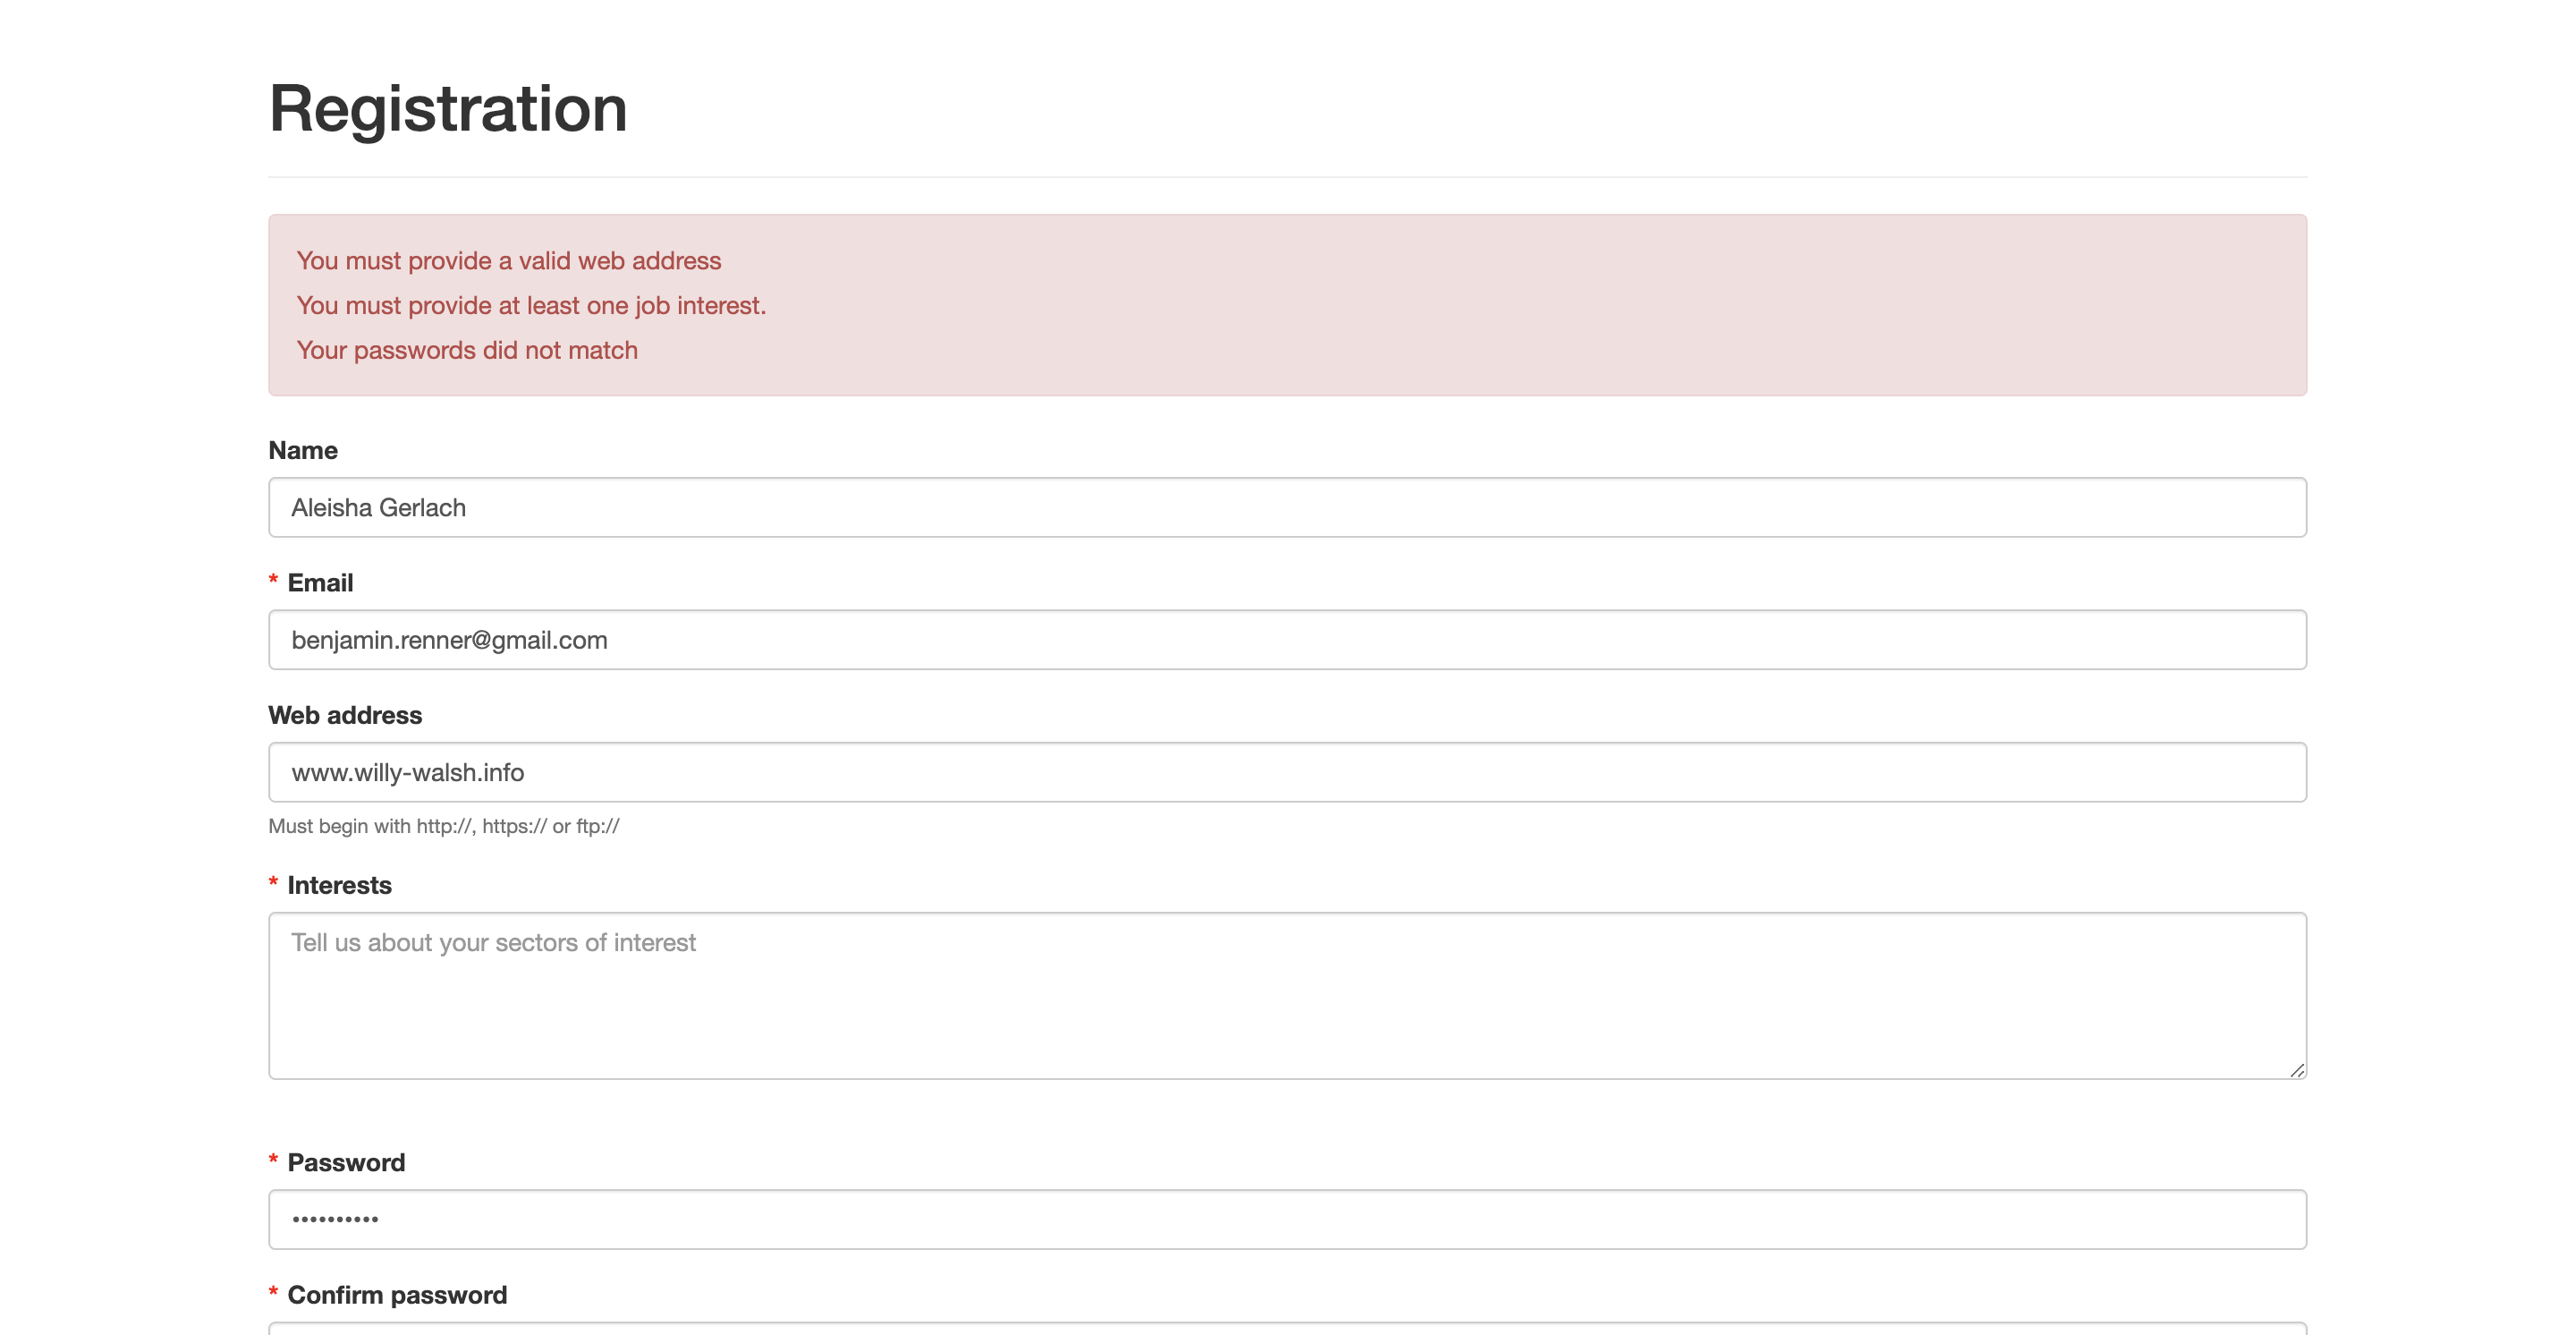 Registration
You must provide a valid web address
You must provide at least one job interest.
Your passwords did not match
Name
Aleisha Gerlach
* Email
benjamin.renner@gmail.com
Web address
www.willy-walsh.info
Must begin with http://, https:// or ftp://
* Interests
Tell us about your sectors of interest
* Password
••••••••••
* Confirm password